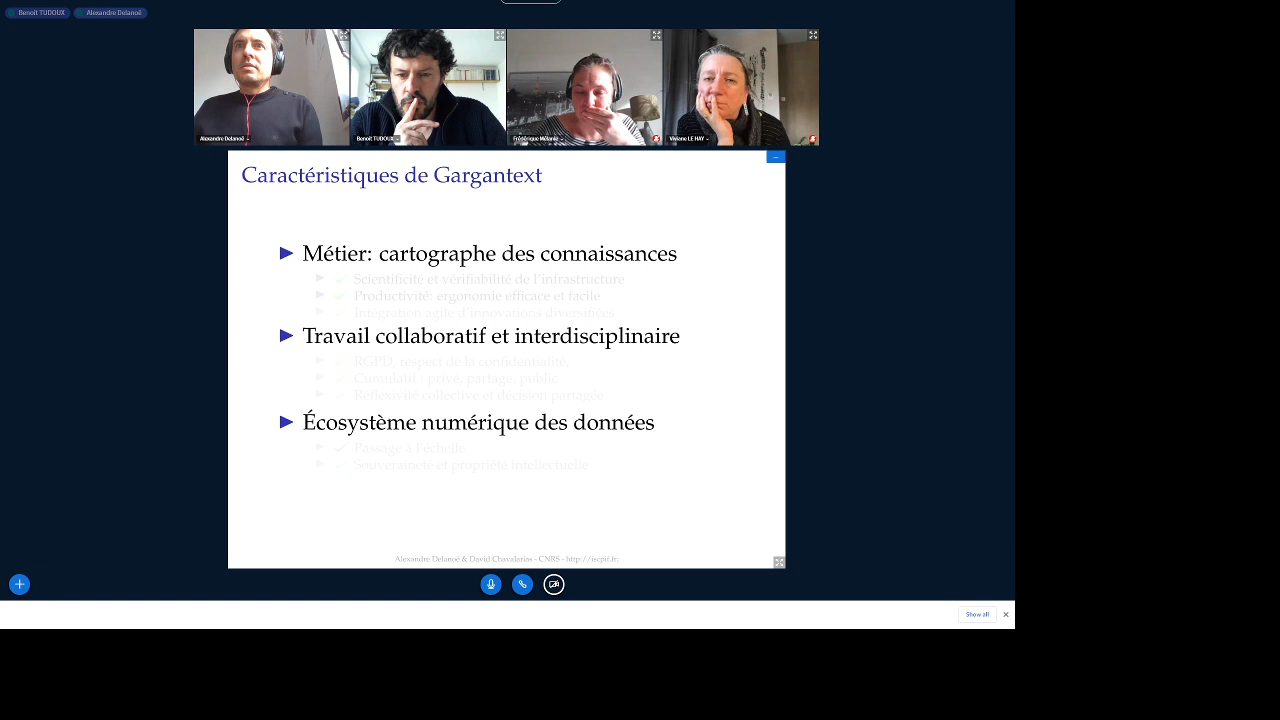 Benoit TUDOUX
Alexandre Delanoë
Alexandre Delanoë
Benoit TUDOUX
Frédérique Mélanie
Viviane LE HAY
Caractéristiques de Gargantext
Métier: cartographe des connaissances
Scientificité et vérifiabilité de l'infrastructure
Productivité: ergonomie efficace et facile
Intégration agile d'innovations diversifiées
Travail collaboratif et interdisciplinaire
RGPD, respect de la confidentialité,
Cumulatif : privé, partage, public
Réflexivité collective et décision partagée
Écosystème numérique des données
Passage à l'échelle
Souveraineté et propriété intellectuelle
Alexandre Delanoë & David Chavalarias - CNRS - http://iscpif.fr;
Show all